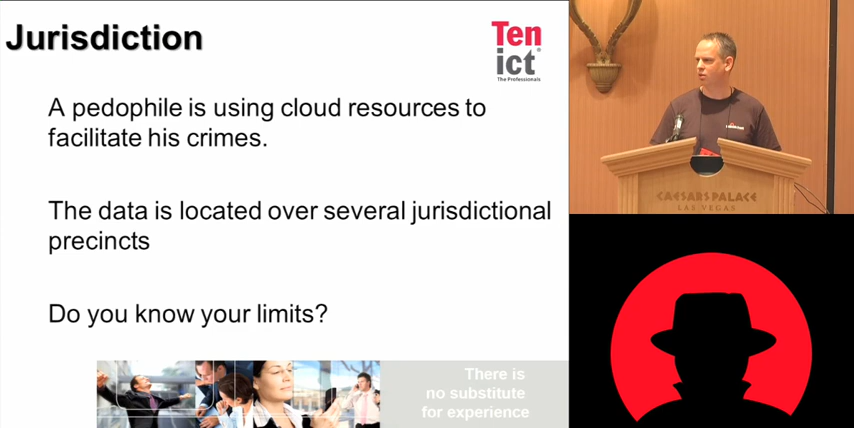 Jurisdiction
Ten
ict
The Professionals
A pedophile is using cloud resources to
facilitate his crimes.
The data is located over several jurisdictional
precincts
Do you know your limits?
There is
no substitute
for experience
CAESARS PALACE
LAS VEGAS